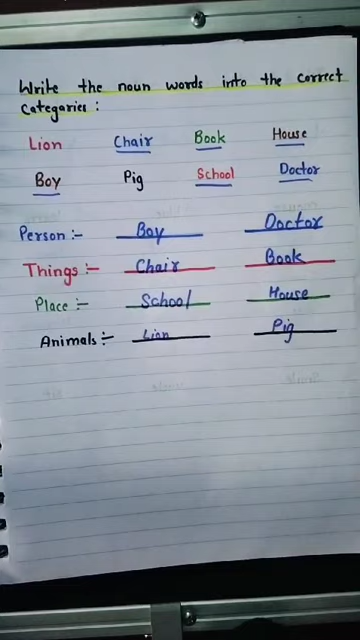 Write the noun words into the correct
categaries :
Lion Chair Book House
Boy Pig School Doctor
Person :- Boy Doctor
Things :- Chair Book
Place :- School House
Animals :- Lion Pig